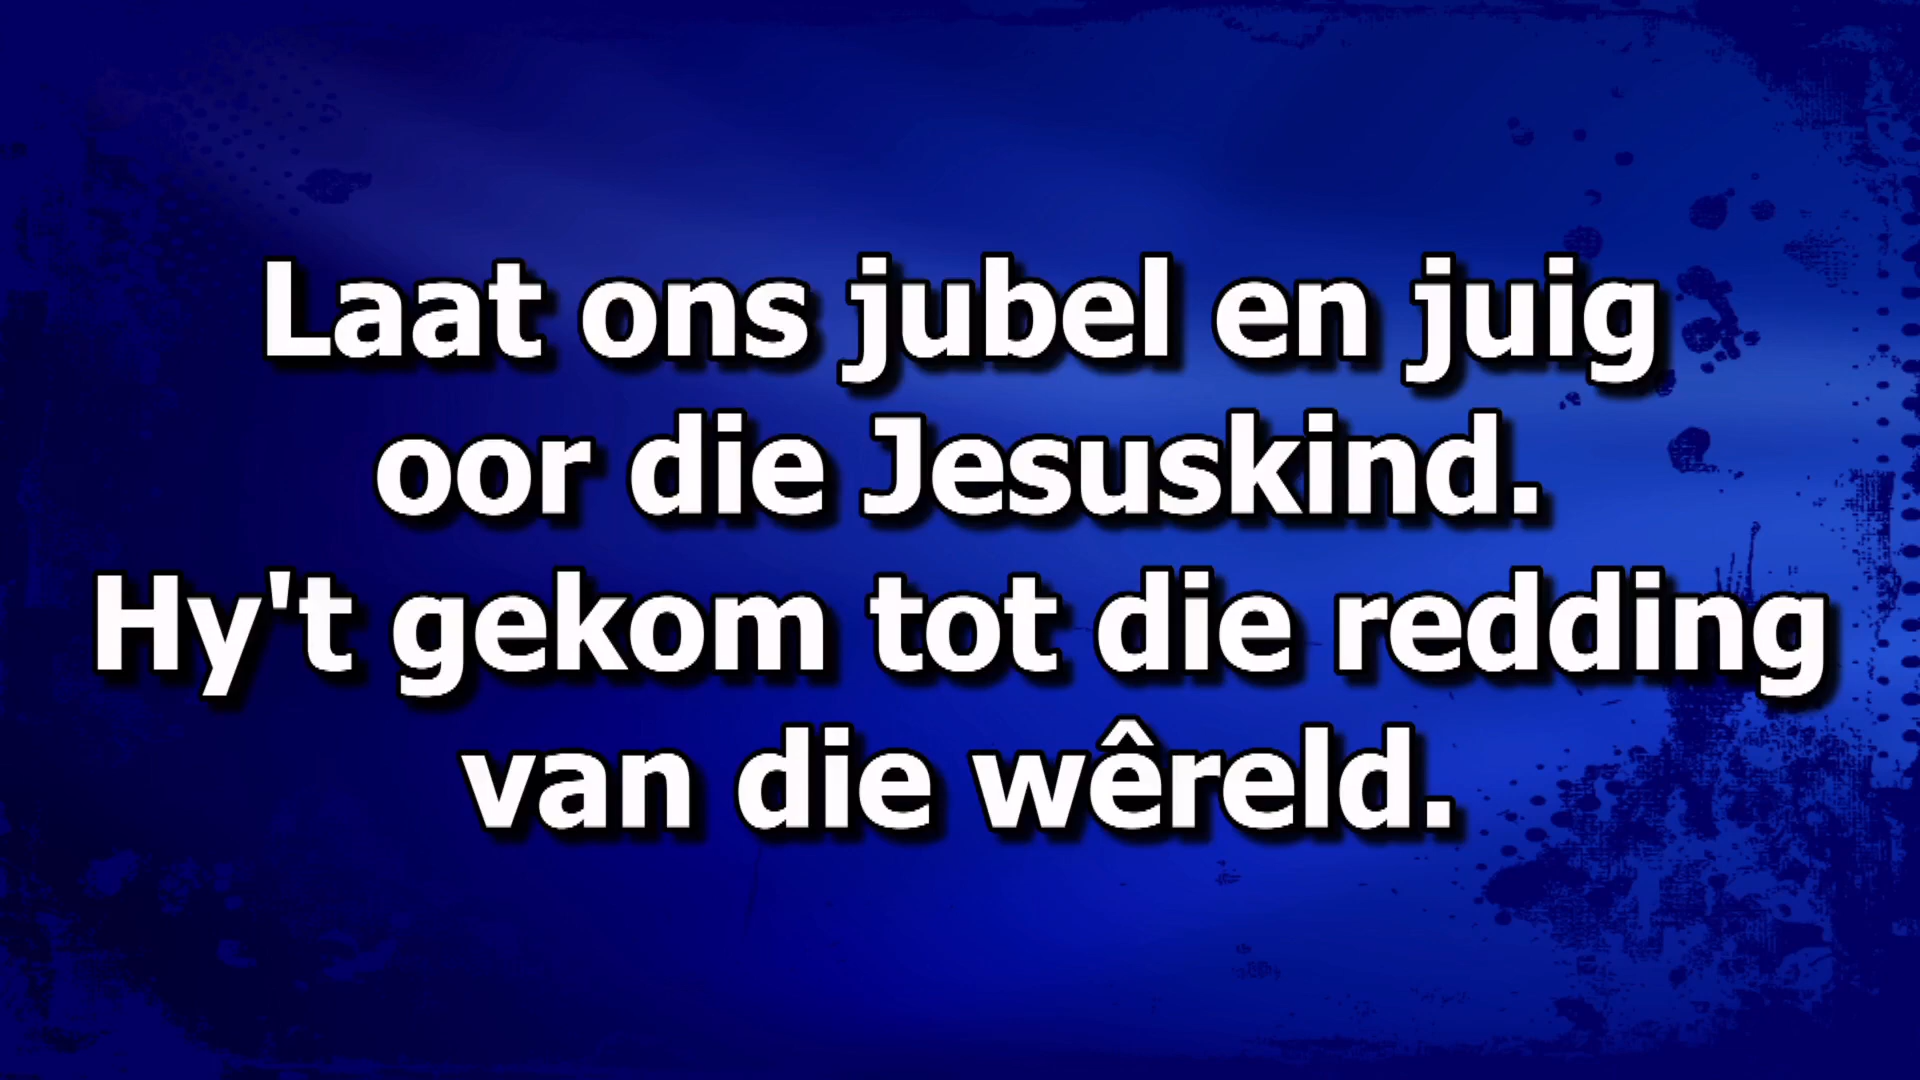 Laat ons jubel en juig
oor die Jesuskind.
Hy't gekom tot die redding
van die wêreld.